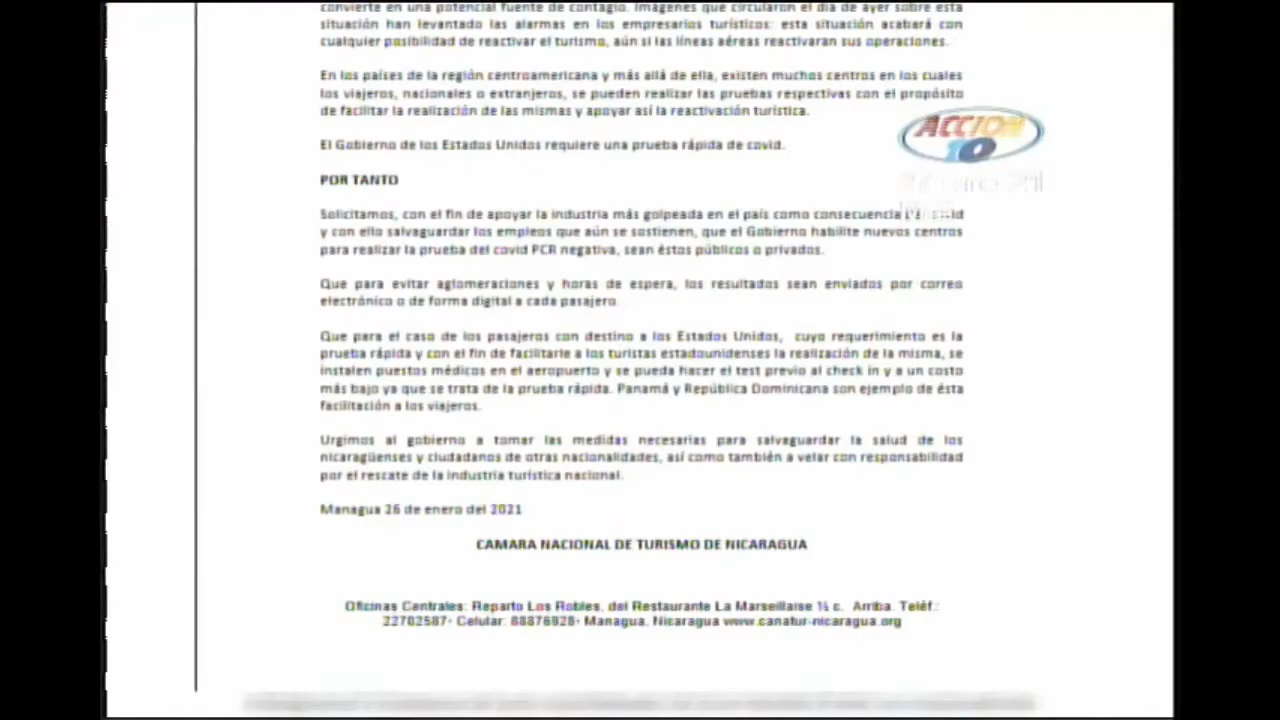 convierte en una potencial fuente de contagio. Imágenes que circularon el día de ayer sobre esta
situación han levantado las alarmas en los empresarios turísticos: esta situación acabará con
cualquier posibilidad de reactivar el turismo, aún si las líneas aéreas reactivaran sus operaciones.
En los países de la región centroamericana y más allá de ella, existen muchos centros en los cuales
los viajeros, nacionales o extranjeros, se pueden realizar las pruebas respectivas con el propósito
de facilitar la realización de las mismas y apoyar así la reactivación turística.
ACCION
10
El Gobierno de los Estados Unidos requiere una prueba rápida de covid.
POR TANTO
Solicitamos, con el fin de apoyar la industria más golpeada en el país como consecuencia
y con ello salvaguardar los empleos que aún se sostienen, que el Gobierno habilite nuevos centros
para realizar la prueba del covid PCR negativa, sean éstos públicos o privados.
Que para evitar aglomeraciones y horas de espera, los resultados sean enviados por correo
electrónico o de forma digital a cada pasajero.
Que para el caso de los pasajeros con destino a los Estados Unidos, cuyo requerimiento es la
prueba rápida y con el fin de facilitarle a los turistas estadounidenses la realización de la misma, se
instalen puestos médicos en el aeropuerto y se pueda hacer el test previo al check in y a un costo
más bajo ya que se trata de la prueba rápida. Panamá y República Dominicana son ejemplo de ésta
facilitación a los viajeros.
Urgimos al gobierno a tomar las medidas necesarias para salvaguardar la salud de los
nicaragüenses y ciudadanos de otras nacionalidades, así como también a velar con responsabilidad
por el rescate de la industria turística nacional.
Managua 26 de enero del 2021
CAMARA NACIONAL DE TURISMO DE NICARAGUA
Oficinas Centrales: Reparto Los Robles, del Restaurante La Marseillaise ½ c. Arriba. Teléf.:
22702587- Celular: 88876928- Managua, Nicaragua www.canatur-nicaragua.org